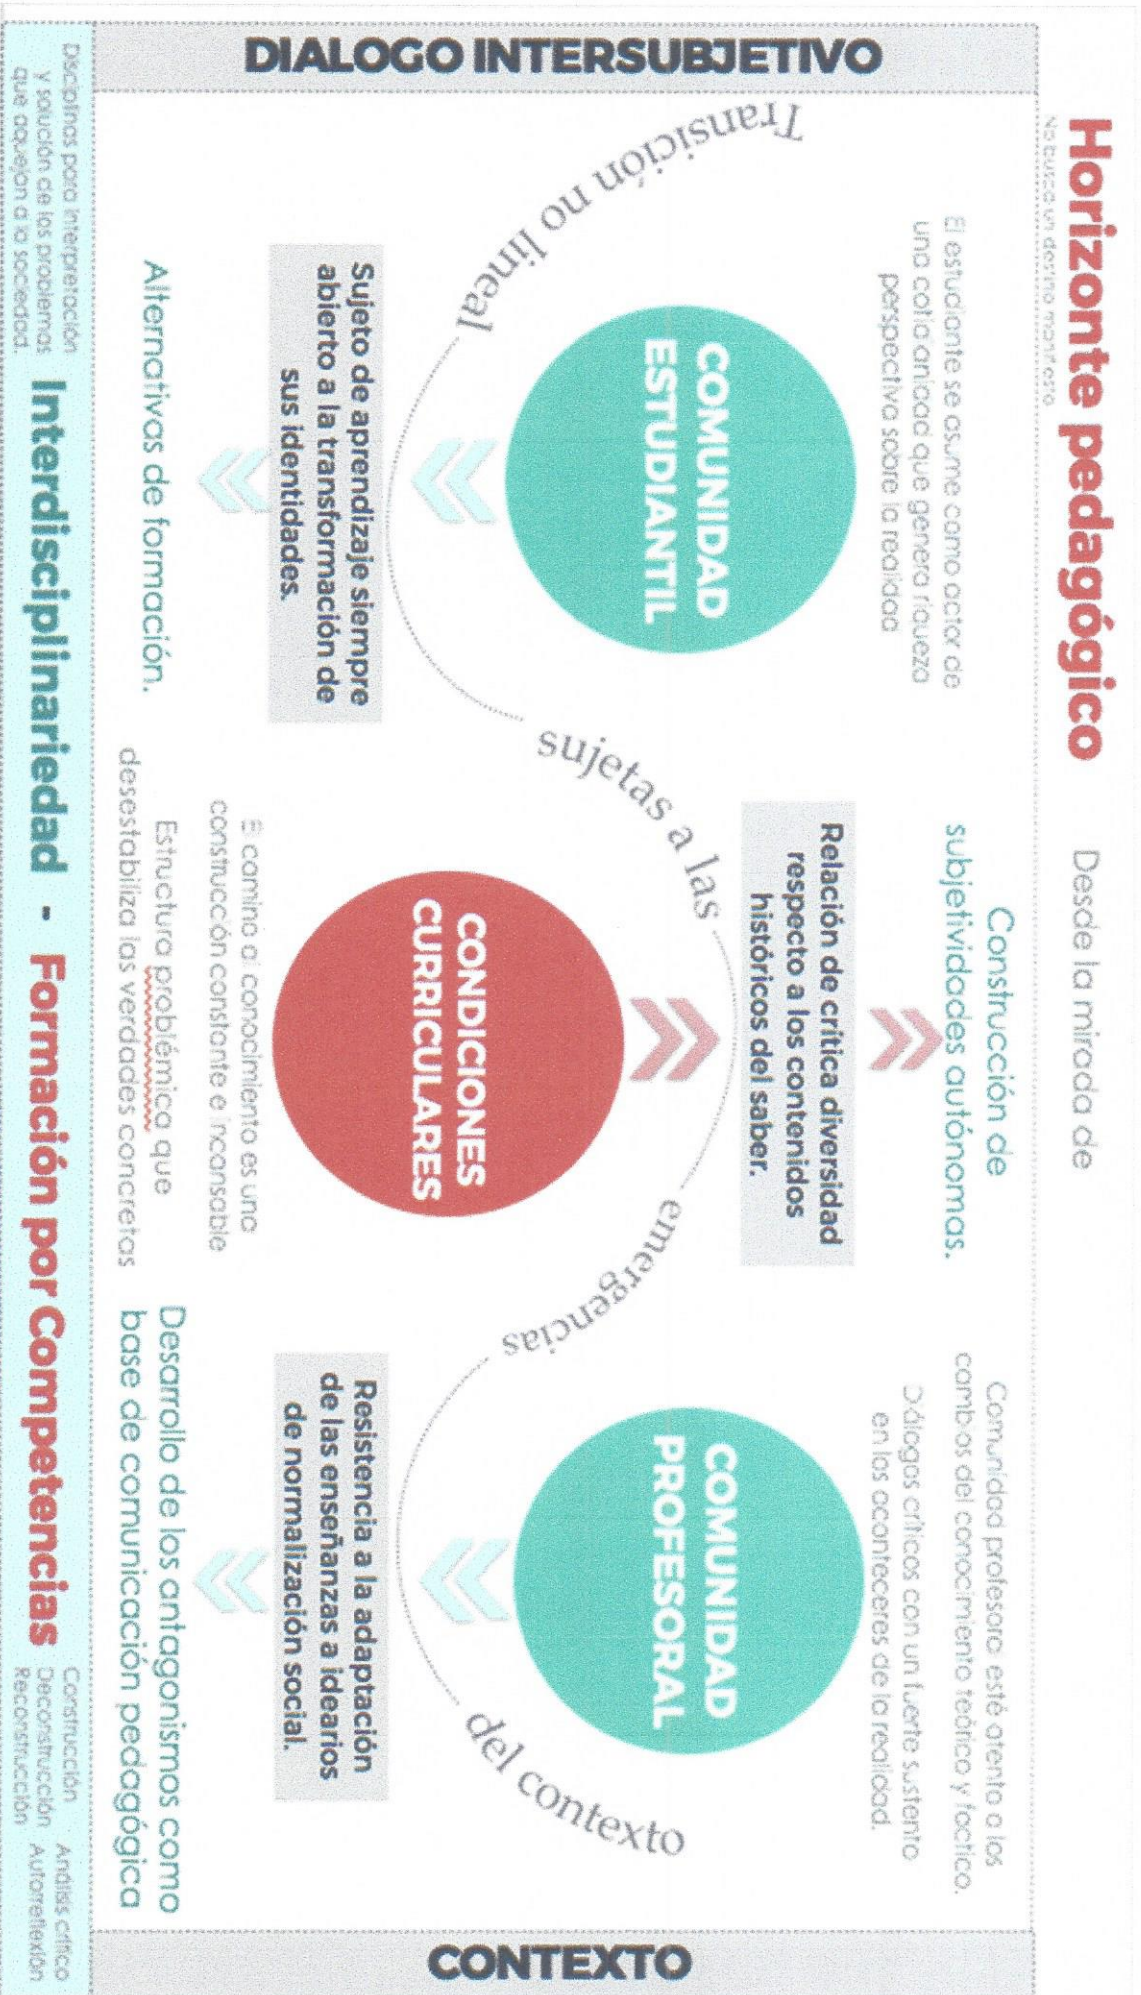 Horizonte pedagógico
Desde la mirada de
No busca un destino manifiesto
DIALOGO INTERSUBJETIVO
Transición no lineal
sujetas a las
emergencias
del contexto
El estudiante se asume como actor de
una cotidianidad que genera riqueza
perspectiva sobre la realidad
COMUNIDAD
ESTUDIANTIL
Sujeto de aprendizaje siempre
abierto a la transformación de
sus identidades.
Alternativas de formación.
Construcción de
subjetividades autónomas.
Relación de crítica diversidad
respecto a los contenidos
históricos del saber.
CONDICIONES
CURRICULARES
El camino al conocimiento es una
construcción constante e incansable
Estructura problémica que
desestabiliza las verdades concretas
Comunidad profesoral esté atento a los
cambios del conocimiento teórico y factico.
Diálogos críticos con un fuerte sustento
en los aconteceres de la realidad.
COMUNIDAD
PROFESORAL
Resistencia a la adaptación
de las enseñanzas a idearios
de normalización social.
Desarrollo de los antagonismos como
base de comunicación pedagógica
CONTEXTO
Disciplinas para interpretación
y solución de los problemas
que aquejan a la sociedad.
Interdisciplinariedad - Formación por Competencias
Construcción Análisis crítico
Deconstrucción Autorreflexión
Reconstrucción